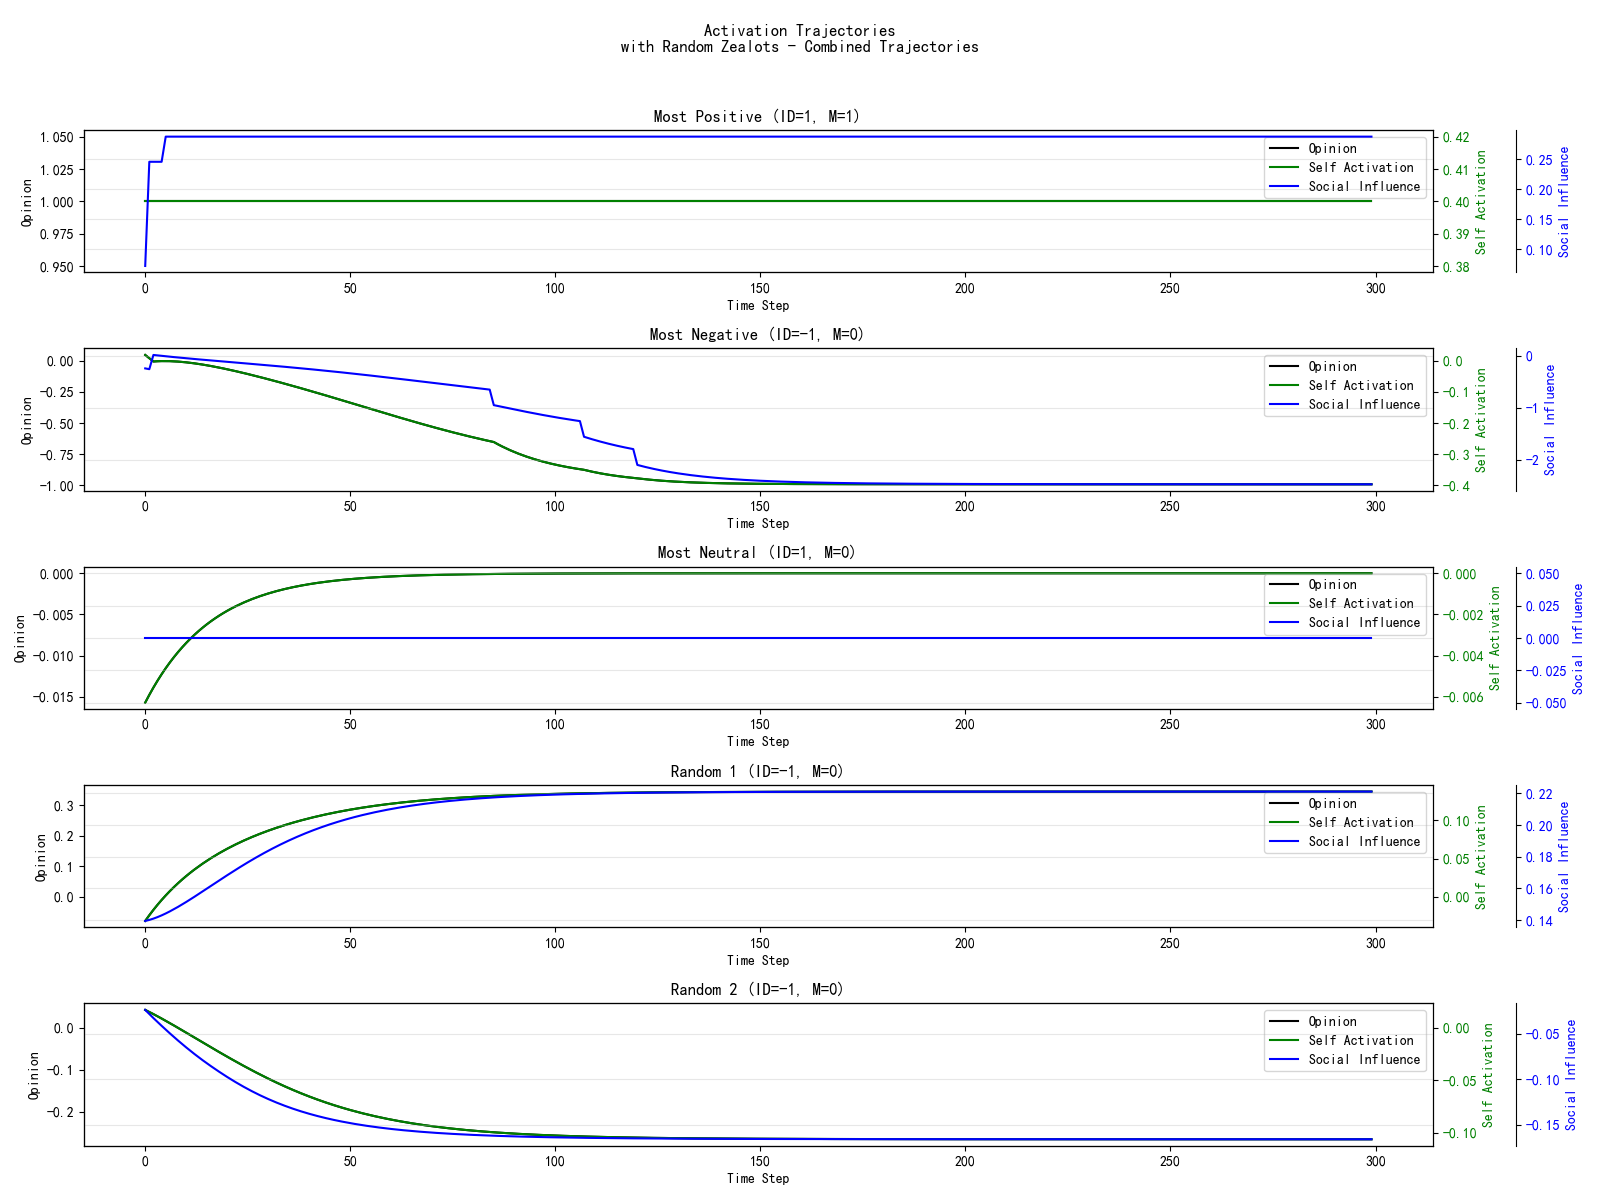 Activation Trajectories
with Random Zealots - Combined Trajectories
Most Positive (ID=1, M=1)
1.050
1.025
1.000
0.975
0.950
Opinion
0
50
100
150
200
250
300
Time Step
Opinion
Self Activation
Social Influence
0.42
0.41
0.40
0.39
0.38
Self Activation
0.25
0.20
0.15
0.10
Social Influence
Most Negative (ID=-1, M=0)
0.00
-0.25
-0.50
-0.75
-1.00
Opinion
0
50
100
150
200
250
300
Time Step
Opinion
Self Activation
Social Influence
0.0
-0.1
-0.2
-0.3
-0.4
Self Activation
0
-1
-2
Social Influence
Most Neutral (ID=1, M=0)
0.000
-0.005
-0.010
-0.015
Opinion
0
50
100
150
200
250
300
Time Step
Opinion
Self Activation
Social Influence
0.000
-0.002
-0.004
-0.006
Self Activation
0.050
0.025
0.000
-0.025
-0.050
Social Influence
Random 1 (ID=-1, M=0)
0.3
0.2
0.1
0.0
Opinion
0
50
100
150
200
250
300
Time Step
Opinion
Self Activation
Social Influence
0.10
0.05
0.00
Self Activation
0.22
0.20
0.18
0.16
0.14
Social Influence
Random 2 (ID=-1, M=0)
0.0
-0.1
-0.2
Opinion
0
50
100
150
200
250
300
Time Step
Opinion
Self Activation
Social Influence
0.00
-0.05
-0.10
Self Activation
-0.05
-0.10
-0.15
Social Influence